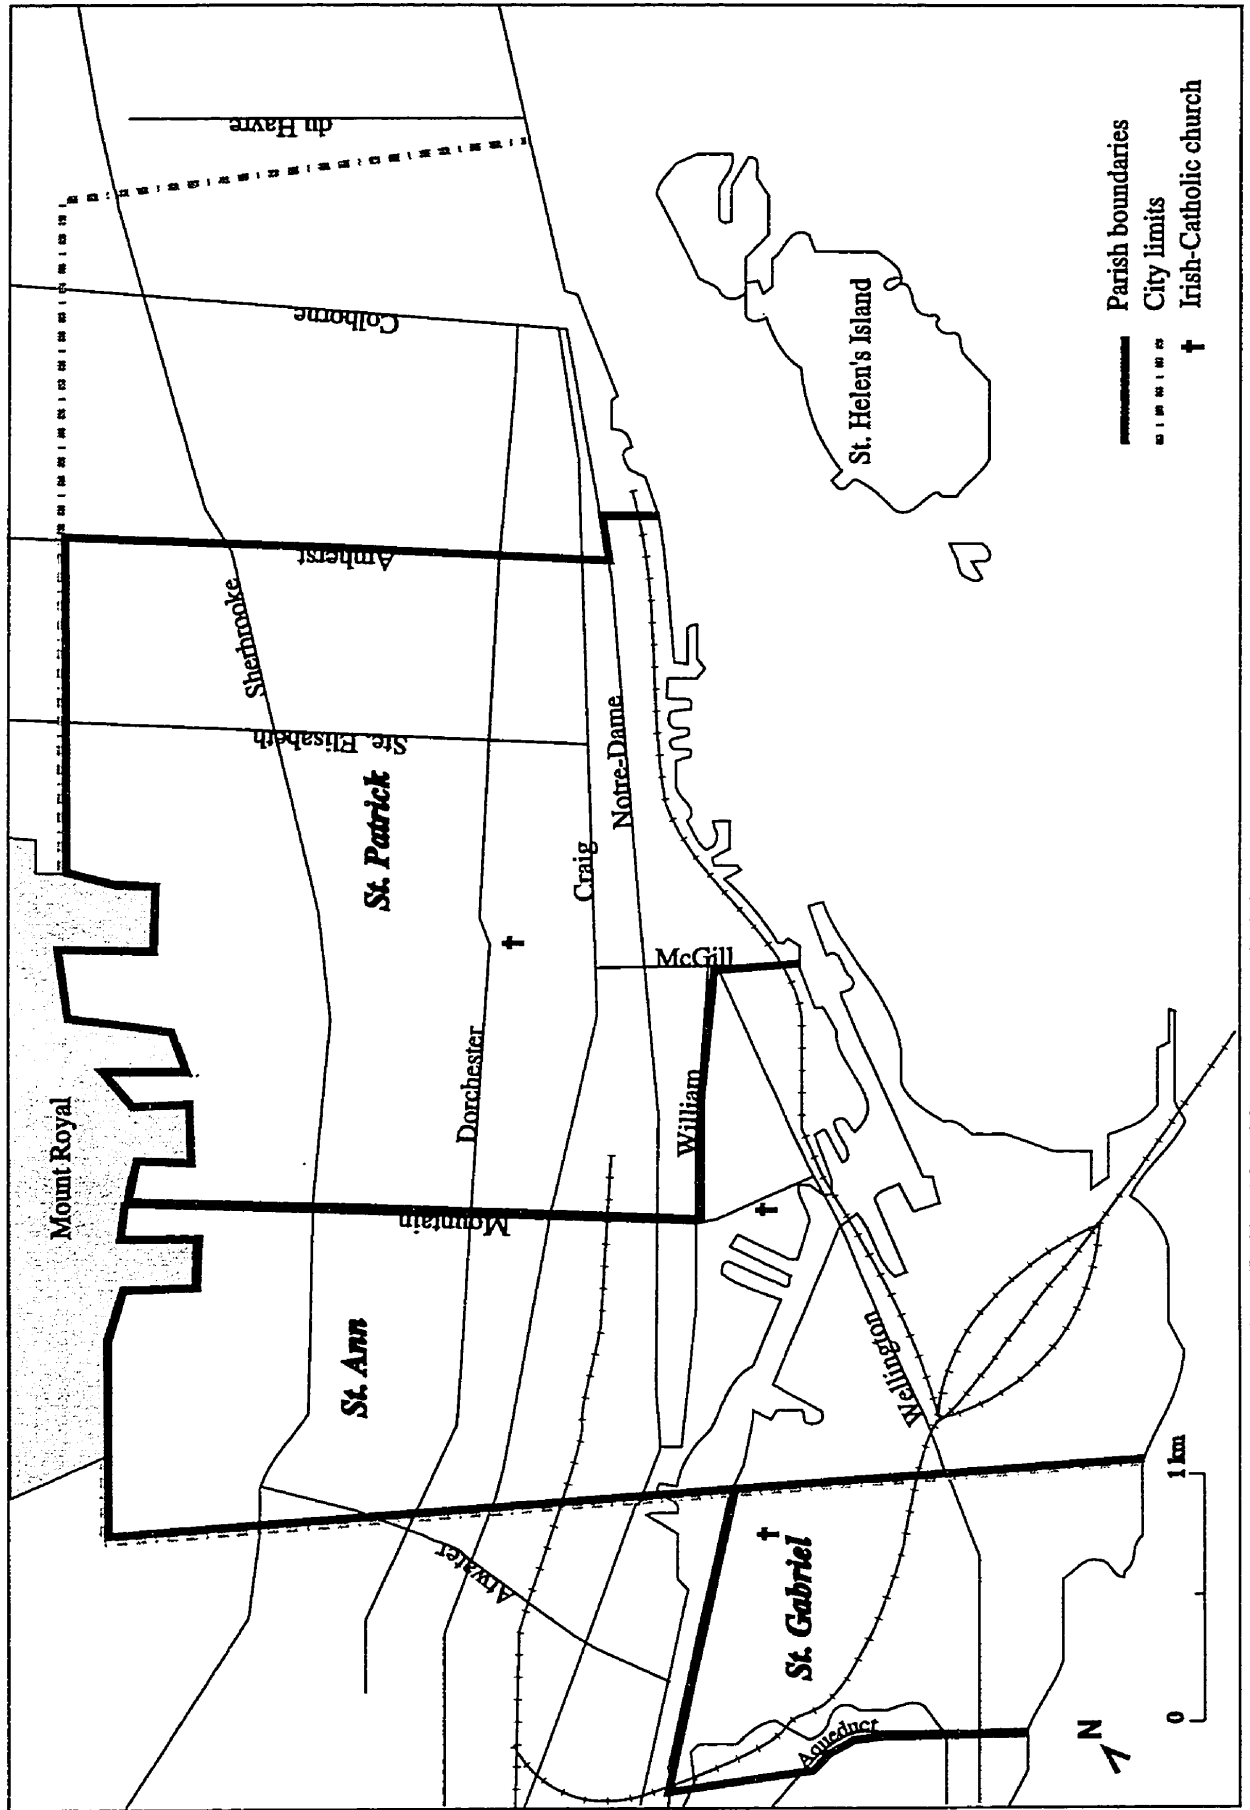 Mount Royal
du Havre
Colborne
Amherst
Sherbrooke
Ste. Elisabeth
St. Patrick
Craig
Notre-Dame
McGill
Dorchester
William
Mountain
St. Ann
Wellington
Atwater
St. Gabriel
Aqueduct
St. Helen's Island
Parish boundaries
City limits
Irish-Catholic church
N
0
1 km